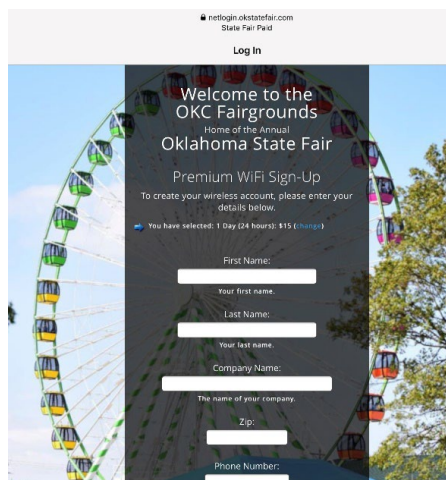 netlogin.okstatefair.com
State Fair Paid
Log In
Welcome to the
OKC Fairgrounds
Home of the Annual
Oklahoma State Fair
Premium WiFi Sign-Up
To create your wireless account, please enter your
details below.
You have selected: 1 Day (24 hours): $15 (change)
First Name:
Your first name.
Last Name:
Your last name.
Company Name:
The name of your company.
Zip:
Phone Number: